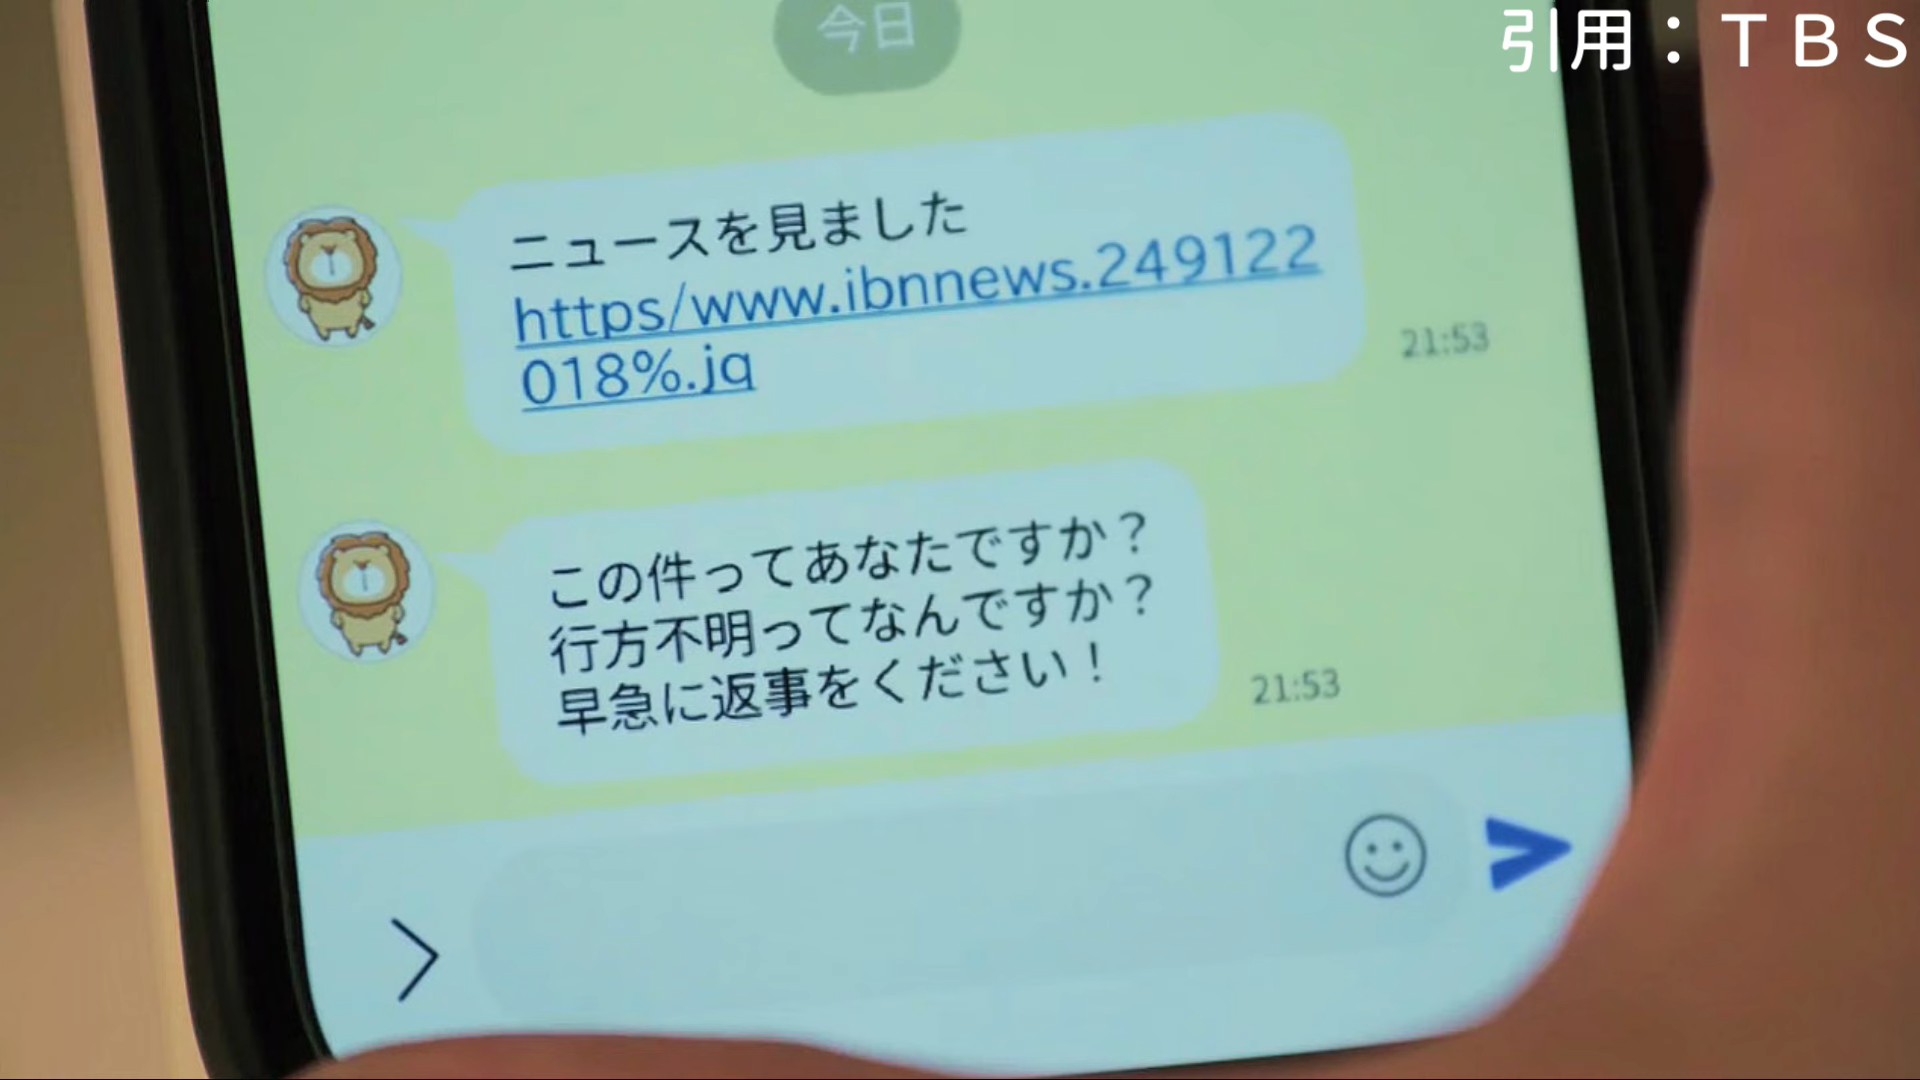 引用：ＴＢＳ
今日
ニュースを見ました
https/www.ibnnews.249122
018%.jq
21:53
この件ってあなたですか？
行方不明ってなんですか？
早急に返事をください！
21:53